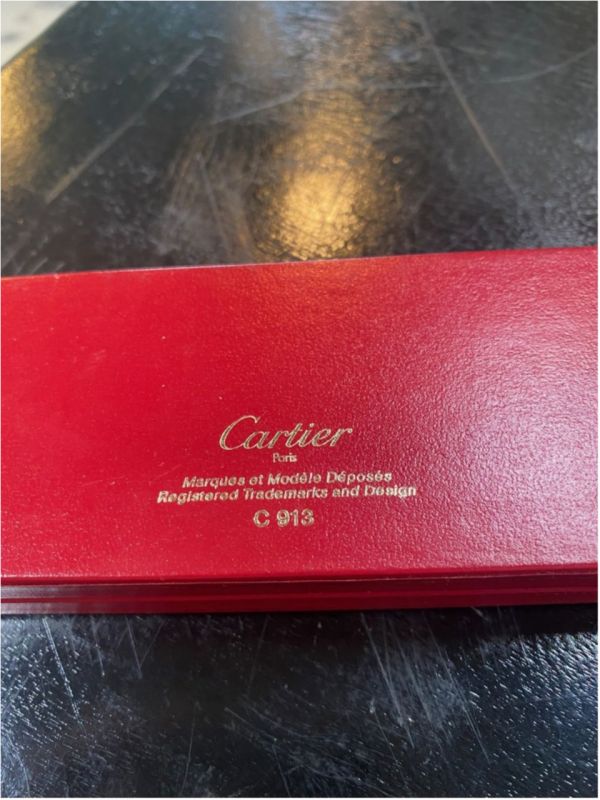 Cartier
Paris
Marques et Modèle Déposés
Registered Trademarks and Design
C 913